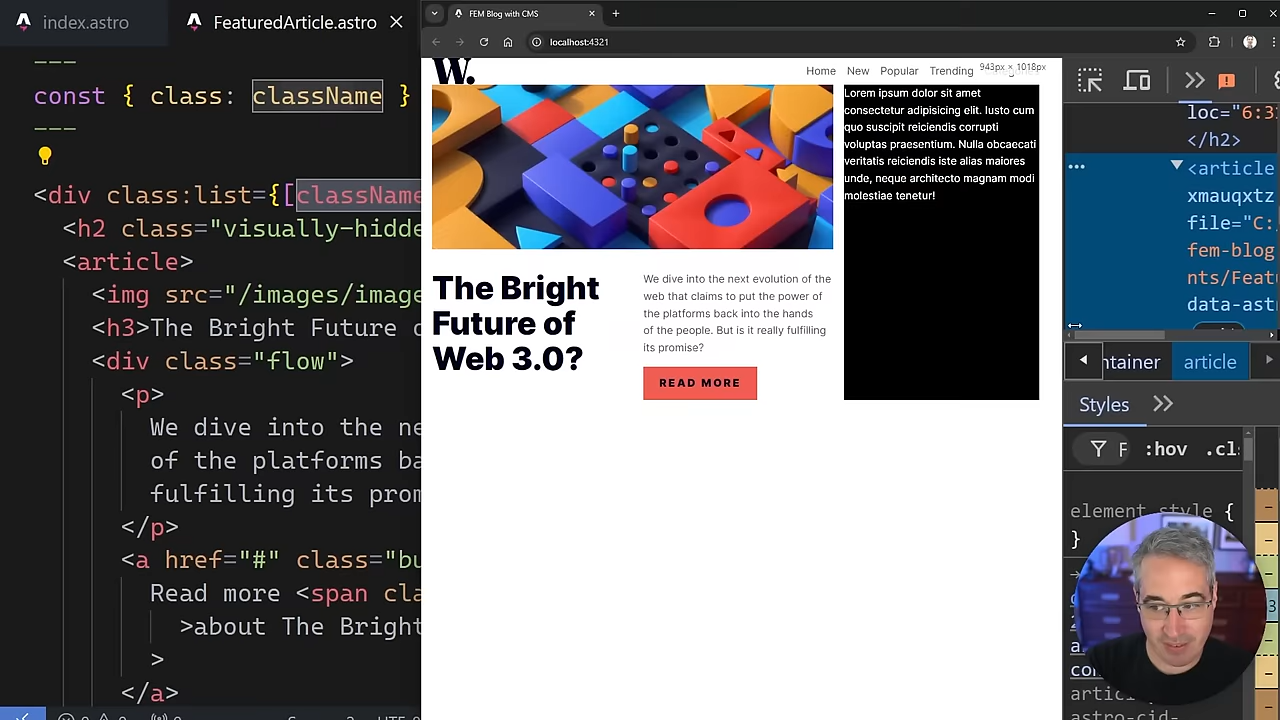 index.astro
FeaturedArticle.astro
---
const { class: className }
---
<div class:list={[className
<h2 class="visually-hidde
<article>
<img src="/images/image
<h3>The Bright Future o
<div class="flow">
<p>
We dive into the ne
of the platforms ba
fulfilling its prom
</p>
<a href="#" class="bu
Read more <span cla
>about The Bright
>
</a>
FEM Blog with CMS
localhost:4321
W.
Home New Popular Trending
943px × 1018px
Lorem ipsum dolor sit amet
consectetur adipisicing elit. Iusto cum
quo suscipit reiciendis corrupti
voluptas praesentium. Nulla obcaecati
veritatis reiciendis iste alias maiores
unde, neque architecto magnam modi
molestiae tenetur!
The Bright
Future of
Web 3.0?
We dive into the next evolution of the
web that claims to put the power of
the platforms back into the hands
of the people. But is it really fulfilling
its promise?
READ MORE
loc="6:3
</h2>
<article
xmauqxtz
file="C:
fem-blog
nts/Feat
data-ast
ntainer
article
Styles
F
:hov
.cl
element.style {
}